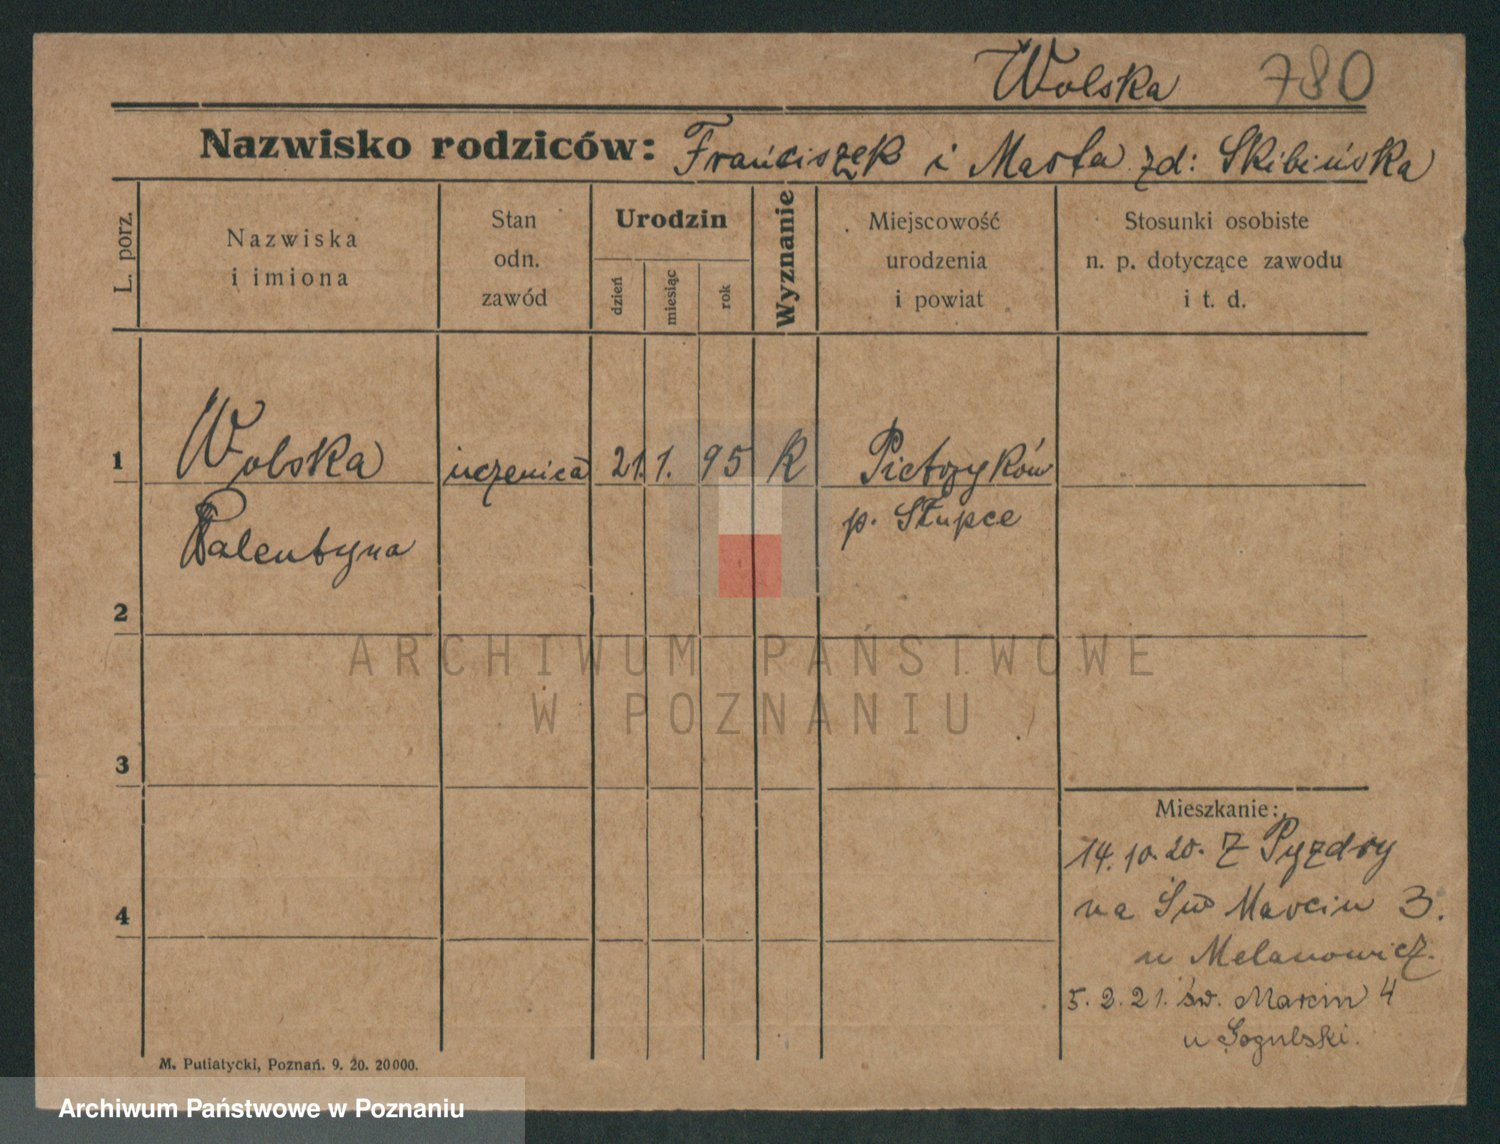 Wolska 780
Nazwisko rodziców: Franciszek i Marta zd: Skibińska
L. porz.
Nazwiska
i imiona
Stan
odn.
zawód
Urodzin
dzień
miesiąc
rok
Wyznanie
Miejscowość
urodzenia
i powiat
Stosunki osobiste
n. p. dotyczące zawodu
i t. d.
1 Wolska uczenica 21. 1. 95 K Pietrzyków
Walentyna p. Słupce
2
3
4
Mieszkanie:
14.10.20. Z Pyzdry
na Św Marcin 3.
u Melanowicz.
5.2.21. św. Marcin 4
u
M. Putiatycki, Poznań. 9. 20. 20000.
ARCHIWUM PAŃSTWOWE
W POZNANIU
Archiwum Państwowe w Poznaniu